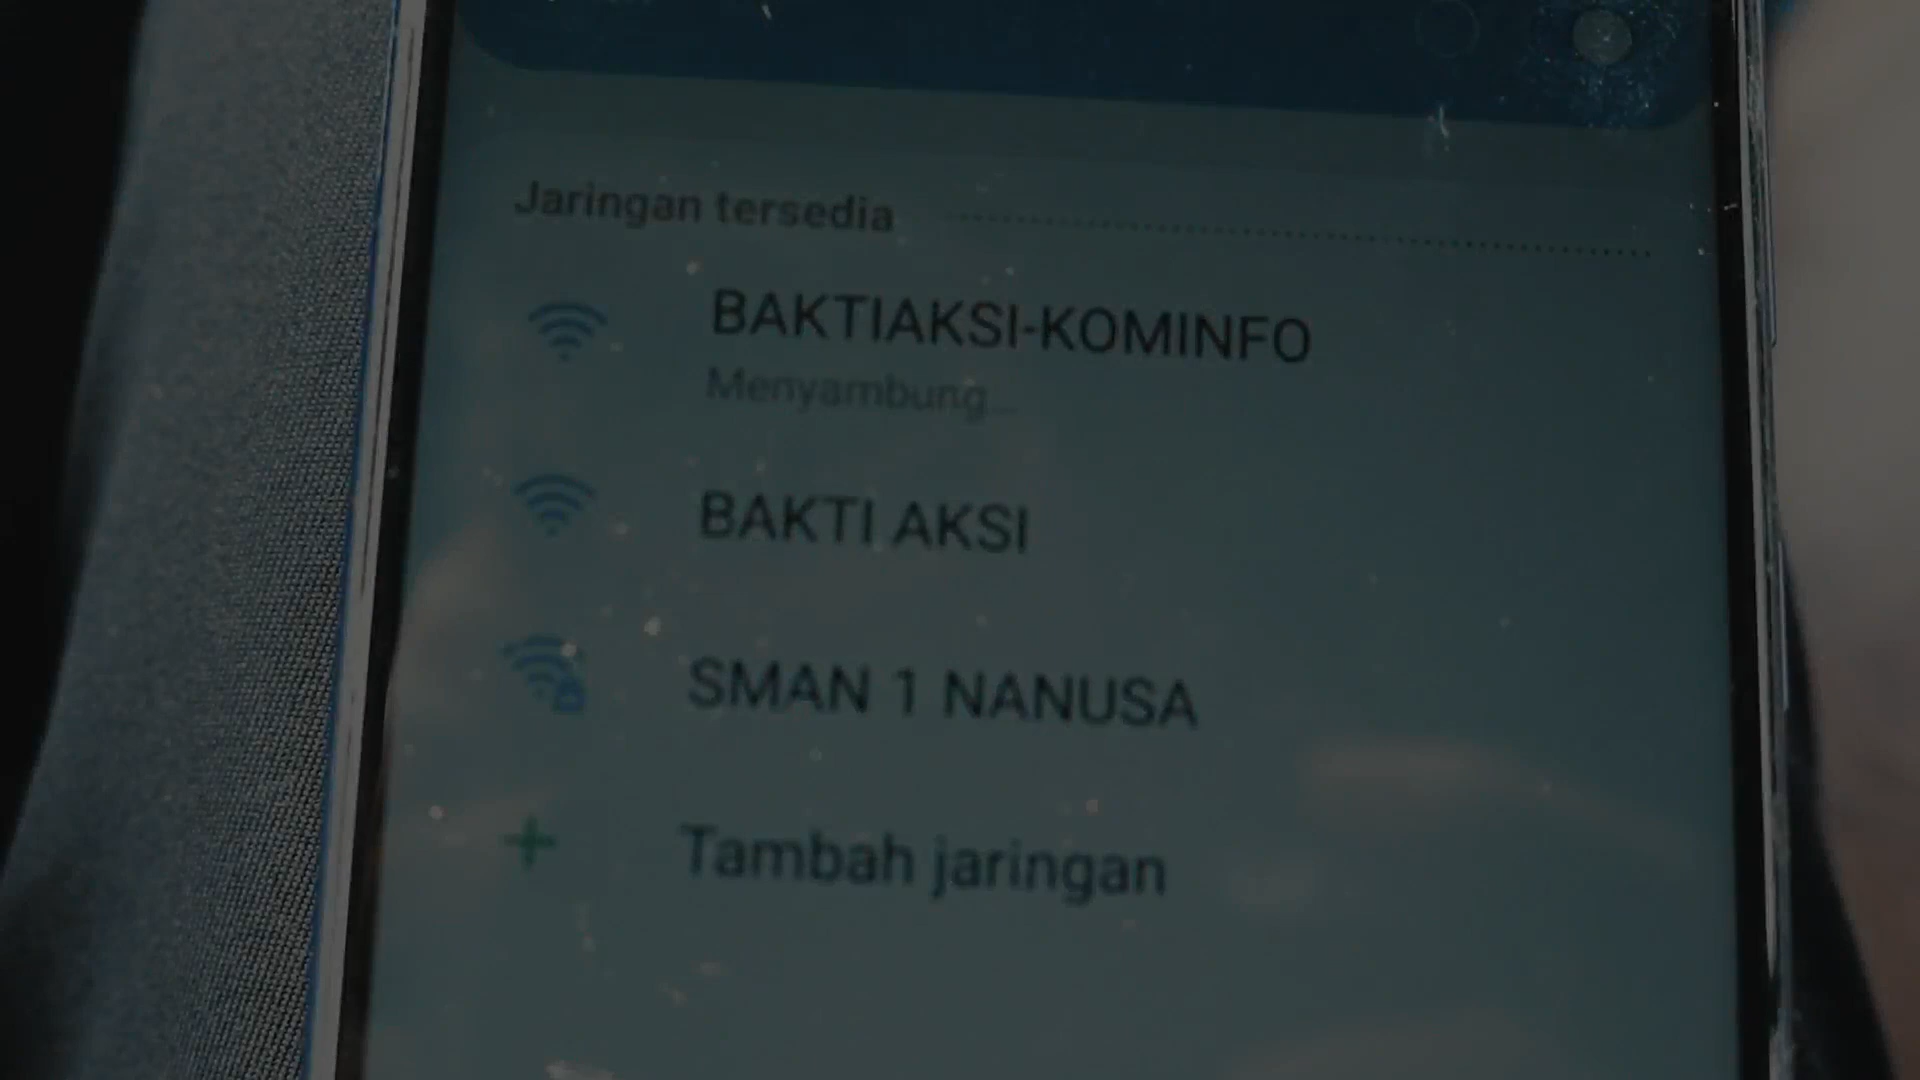 Jaringan tersedia
BAKTIAKSI-KOMINFO
Menyambung...
BAKTI AKSI
SMAN 1 NANUSA
Tambah jaringan